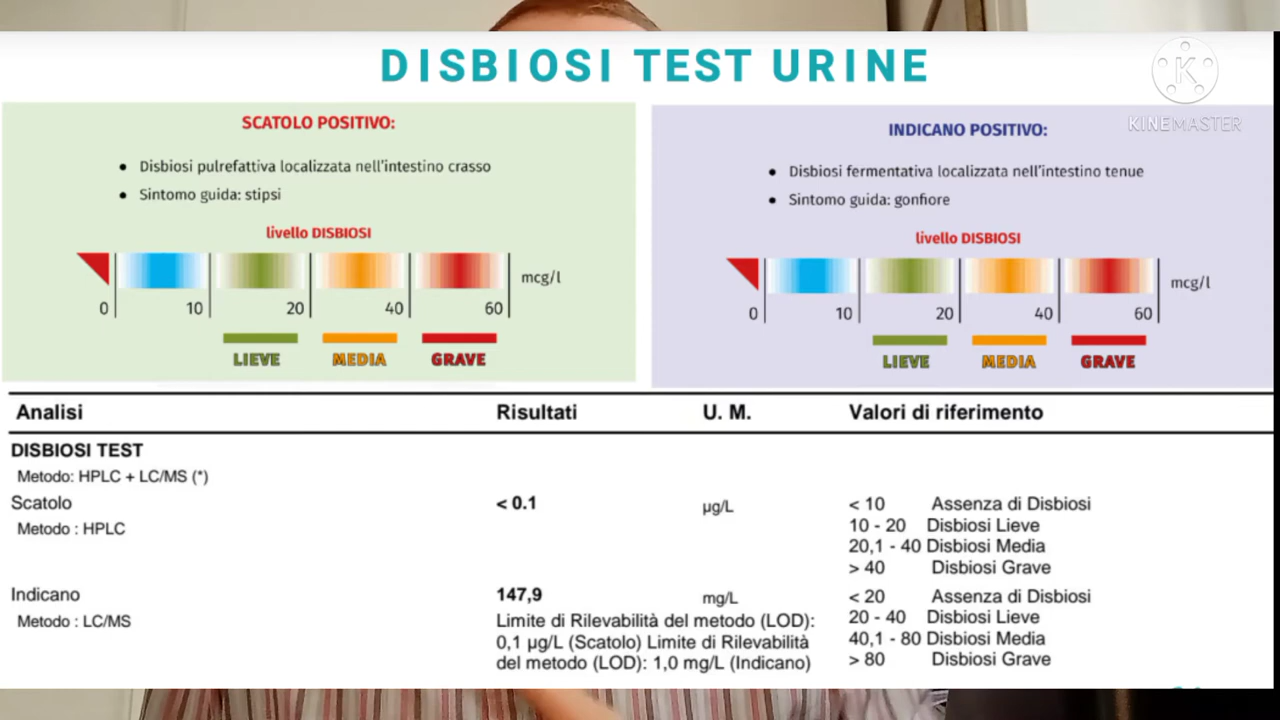 DISBIOSI TEST URINE
K
KINEMASTER
SCATOLO POSITIVO:
• Disbiosi pulrefattiva localizzata nell'intestino crasso
• Sintomo guida: stipsi
livello DISBIOSI
mcg/l
0 10 20 40 60
LIEVE MEDIA GRAVE
INDICANO POSITIVO:
• Disbiosi fermentativa localizzata nell'intestino tenue
• Sintomo guida: gonfiore
livello DISBIOSI
mcg/l
0 10 20 40 60
LIEVE MEDIA GRAVE
Analisi Risultati U. M. Valori di riferimento
DISBIOSI TEST
Metodo: HPLC + LC/MS (*)
Scatolo < 0.1 µg/L < 10 Assenza di Disbiosi
Metodo : HPLC 10 - 20 Disbiosi Lieve
20,1 - 40 Disbiosi Media
> 40 Disbiosi Grave
Indicano 147,9 mg/L < 20 Assenza di Disbiosi
Metodo : LC/MS Limite di Rilevabilità del metodo (LOD): 20 - 40 Disbiosi Lieve
0,1 µg/L (Scatolo) Limite di Rilevabilità 40,1 - 80 Disbiosi Media
del metodo (LOD): 1,0 mg/L (Indicano) > 80 Disbiosi Grave